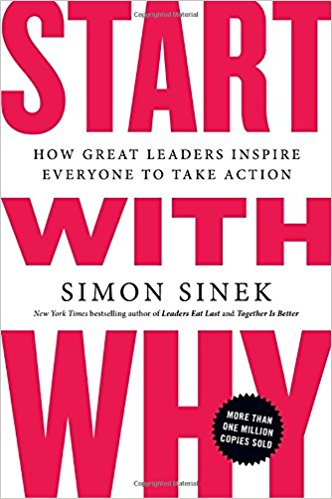 START
HOW GREAT LEADERS INSPIRE
EVERYONE TO TAKE ACTION
WITH
SIMON SINEK
New York Times bestselling author of Leaders Eat Last and Together Is Better
WHY
MORE THAN
ONE MILLION
COPIES SOLD